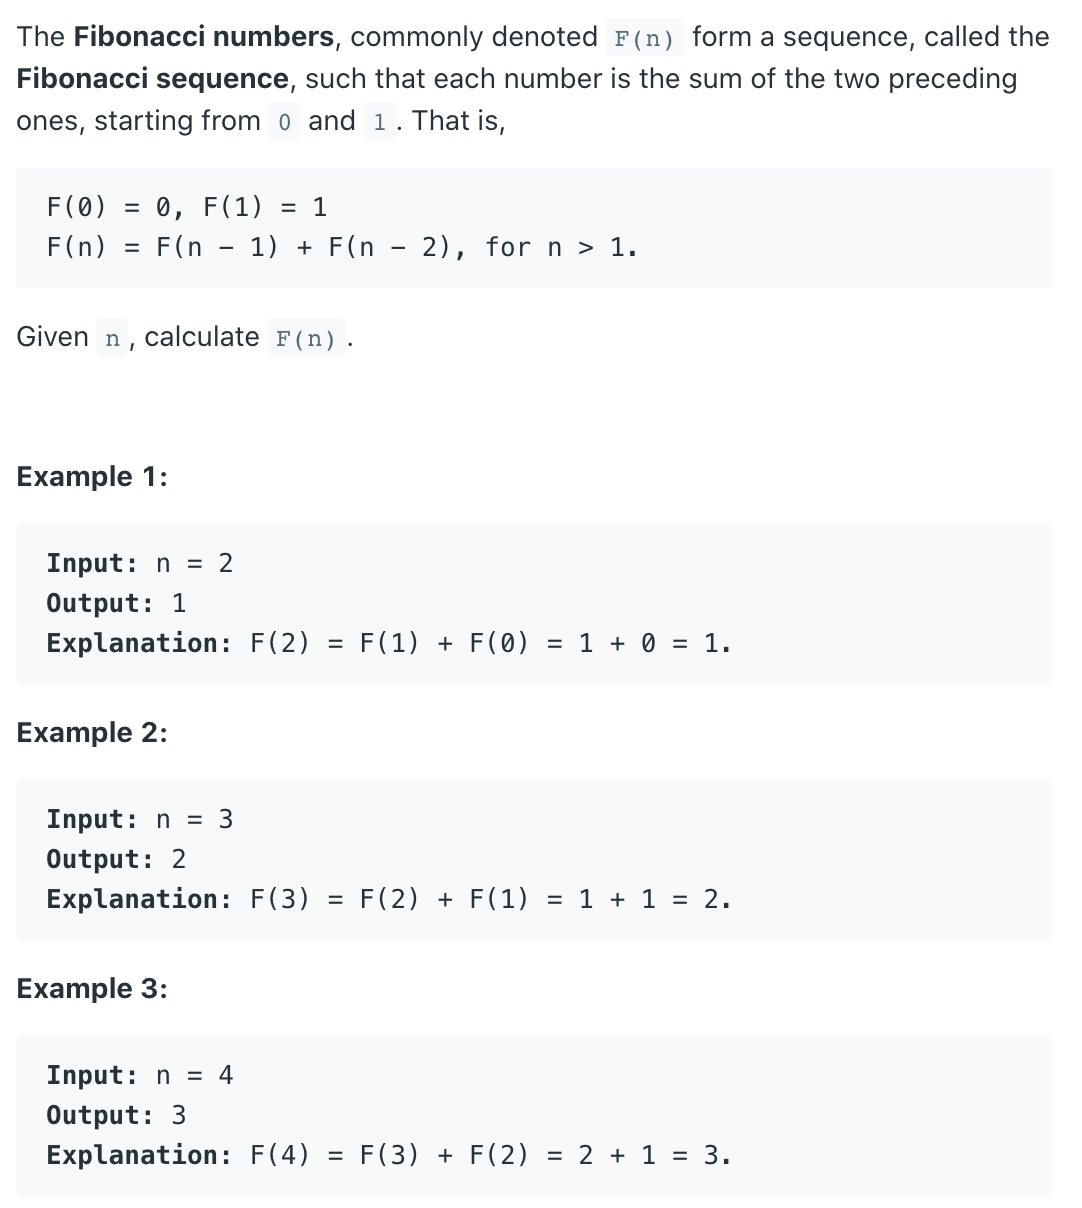 The Fibonacci numbers, commonly denoted F(n) form a sequence, called the
Fibonacci sequence, such that each number is the sum of the two preceding
ones, starting from 0 and 1. That is,
F(0) = 0, F(1) = 1
F(n) = F(n − 1) + F(n − 2), for n > 1.
Given n, calculate F(n).
Example 1:
Input: n = 2
Output: 1
Explanation: F(2) = F(1) + F(0) = 1 + 0 = 1.
Example 2:
Input: n = 3
Output: 2
Explanation: F(3) = F(2) + F(1) = 1 + 1 = 2.
Example 3:
Input: n = 4
Output: 3
Explanation: F(4) = F(3) + F(2) = 2 + 1 = 3.